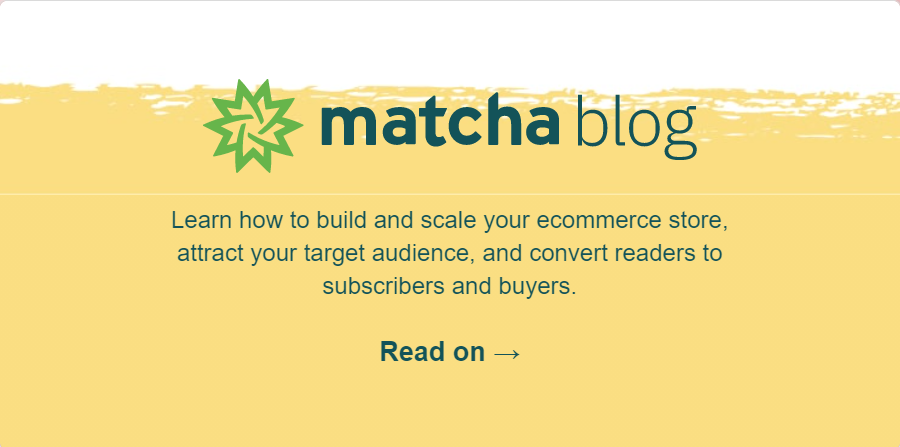 matcha blog
Learn how to build and scale your ecommerce store,
attract your target audience, and convert readers to
subscribers and buyers.
Read on →